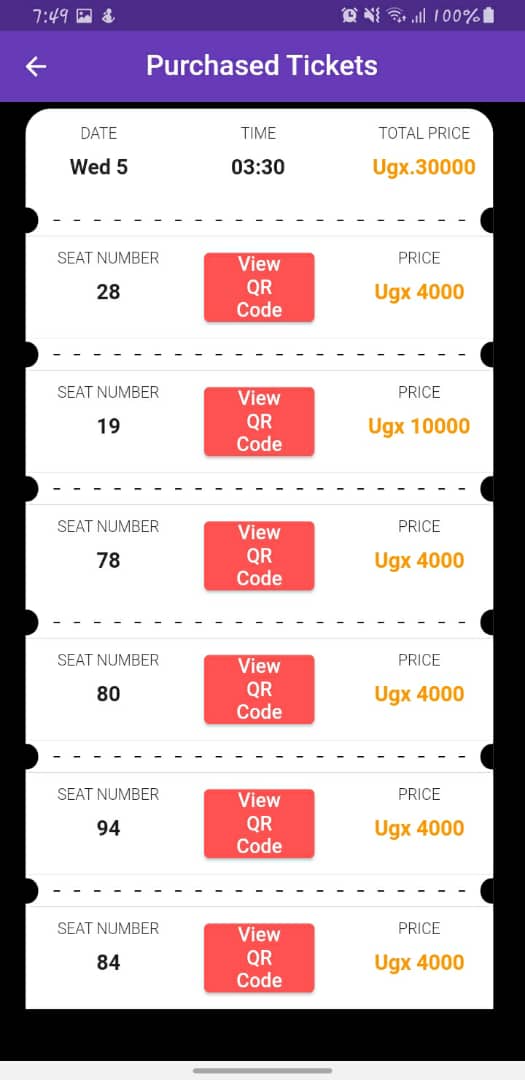 7:49 100%
Purchased Tickets
DATE TIME TOTAL PRICE
Wed 5 03:30 Ugx.30000
SEAT NUMBER View QR Code PRICE
28 Ugx 4000
SEAT NUMBER View QR Code PRICE
19 Ugx 10000
SEAT NUMBER View QR Code PRICE
78 Ugx 4000
SEAT NUMBER View QR Code PRICE
80 Ugx 4000
SEAT NUMBER View QR Code PRICE
94 Ugx 4000
SEAT NUMBER View QR Code PRICE
84 Ugx 4000